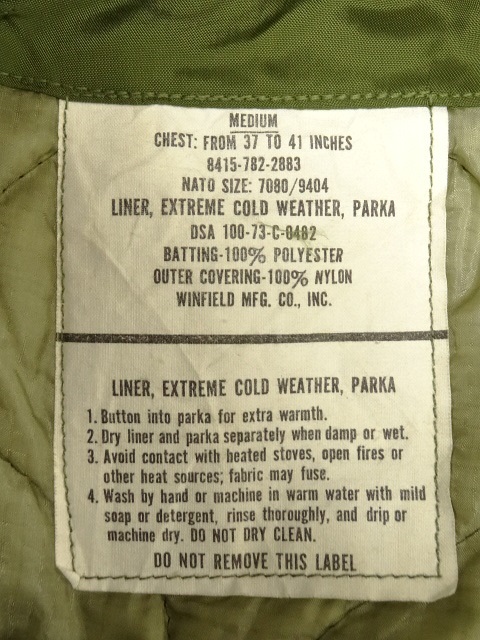 MEDIUM
CHEST: FROM 37 TO 41 INCHES
8415-782-2883
NATO SIZE: 7080/9404
LINER, EXTREME COLD WEATHER, PARKA
DSA 100-73-C-0482
BATTING-100% POLYESTER
OUTER COVERING-100% NYLON
WINFIELD MFG. CO., INC.
LINER, EXTREME COLD WEATHER, PARKA
1. Button into parka for extra warmth.
2. Dry liner and parka separately when damp or wet.
3. Avoid contact with heated stoves, open fires or
other heat sources; fabric may fuse.
4. Wash by hand or machine in warm water with mild
soap or detergent, rinse thoroughly, and drip or
machine dry. DO NOT DRY CLEAN.
DO NOT REMOVE THIS LABEL